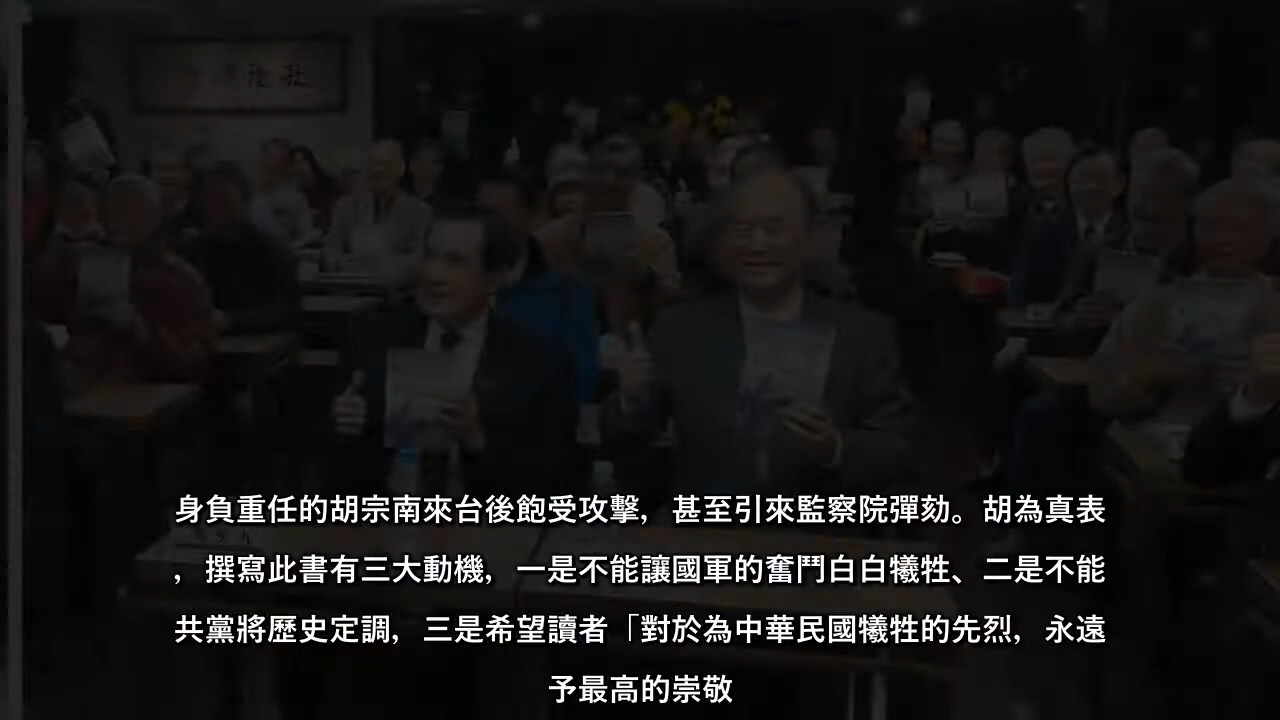 身負重任的胡宗南來台後飽受攻擊，甚至引來監察院彈劾。胡為真表
，撰寫此書有三大動機，一是不能讓國軍的奮鬥白白犧牲、二是不能
共黨將歷史定調，三是希望讀者「對於為中華民國犧牲的先烈，永遠
予最高的崇敬